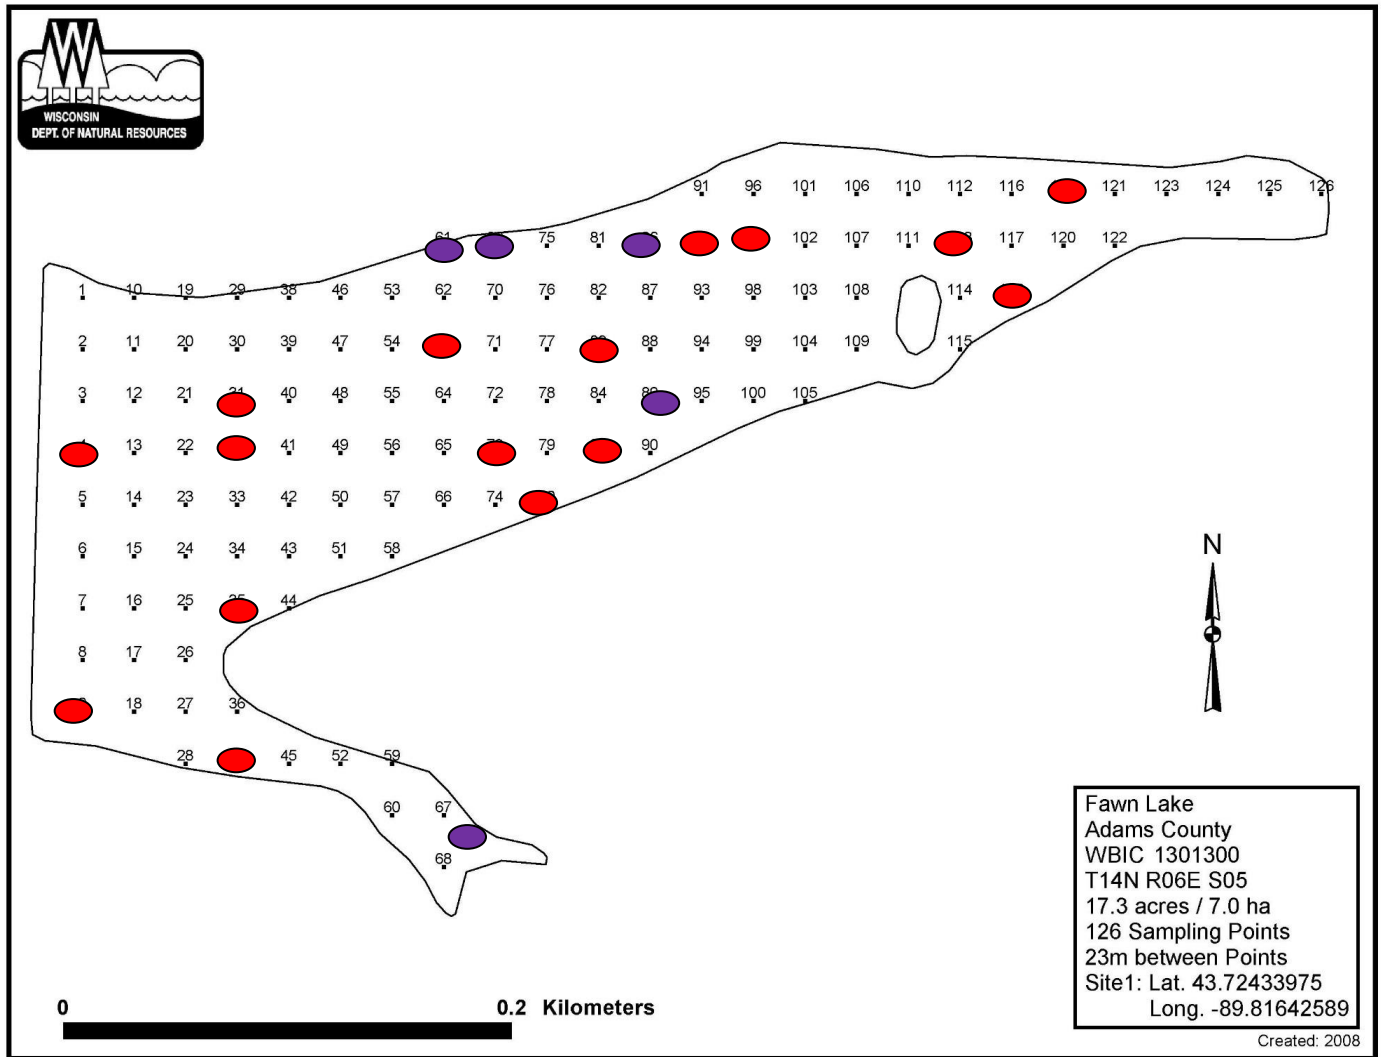 WISCONSIN
DEPT. OF NATURAL RESOURCES
91 96 101 106 110 112 116 121 123 124 125 126
75 81 102 107 111 117 120 122
1 10 19 29 38 46 53 62 70 76 82 87 93 98 103 108 114
2 11 20 30 39 47 54 71 77 88 94 99 104 109 115
3 12 21 40 48 55 64 72 78 84 95 100 105
13 22 41 49 56 65 79 90
5 14 23 33 42 50 57 66 74
6 15 24 34 43 51 58
7 16 25 44
8 17 26
18 27 36
28 45 52 59
60 67
68
N
Fawn Lake
Adams County
WBIC 1301300
T14N R06E S05
17.3 acres / 7.0 ha
126 Sampling Points
23m between Points
Site1: Lat. 43.72433975
Long. -89.81642589
0 0.2 Kilometers
Created: 2008